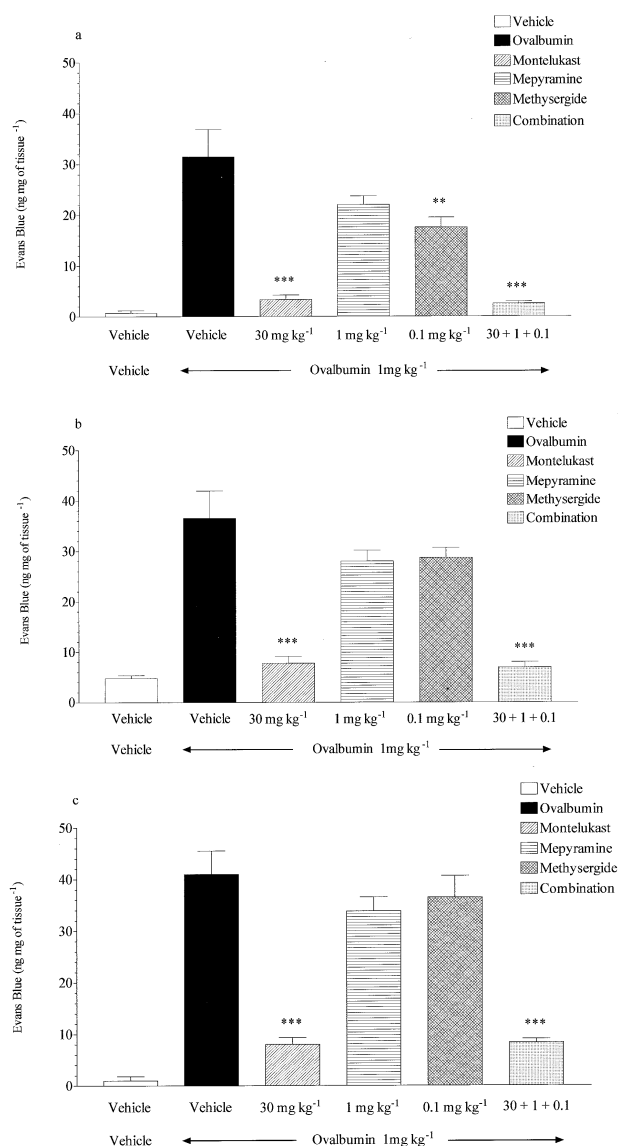 a
Vehicle
Ovalbumin
Montelukast
Mepyramine
Methysergide
Combination
Evans Blue (ng mg of tissue -1)
50
40
30
20
10
0
***
**
***
Vehicle Vehicle 30 mg kg-1 1 mg kg-1 0.1 mg kg-1 30 + 1 + 0.1
Vehicle Ovalbumin 1mg kg-1
b
Vehicle
Ovalbumin
Montelukast
Mepyramine
Methysergide
Combination
Evans Blue (ng mg of tissue -1)
50
40
30
20
10
0
***
***
Vehicle Vehicle 30 mg kg-1 1 mg kg-1 0.1 mg kg-1 30 + 1 + 0.1
Vehicle Ovalbumin 1mg kg-1
c
Vehicle
Ovalbumin
Montelukast
Mepyramine
Methysergide
Combination
Evans Blue (ng mg of tissue-1)
50
40
30
20
10
0
***
***
Vehicle Vehicle 30 mg kg-1 1 mg kg-1 0.1 mg kg-1 30 + 1 + 0.1
Vehicle Ovalbumin 1mg kg-1